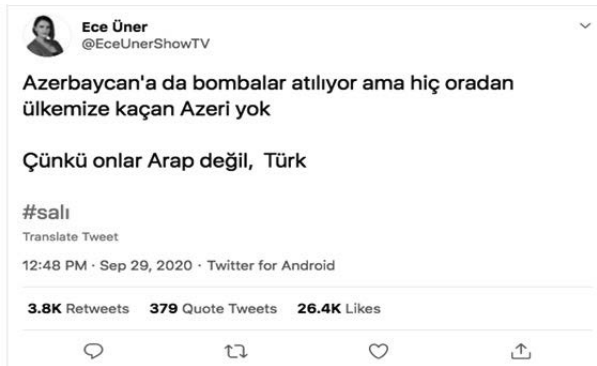 Ece Üner
@EceUnerShowTV
Azerbaycan'a da bombalar atılıyor ama hiç oradan
ülkemize kaçan Azeri yok
Çünkü onlar Arap değil,  Türk
#salı
Translate Tweet
12:48 PM · Sep 29, 2020 · Twitter for Android
3.8K Retweets 379 Quote Tweets 26.4K Likes